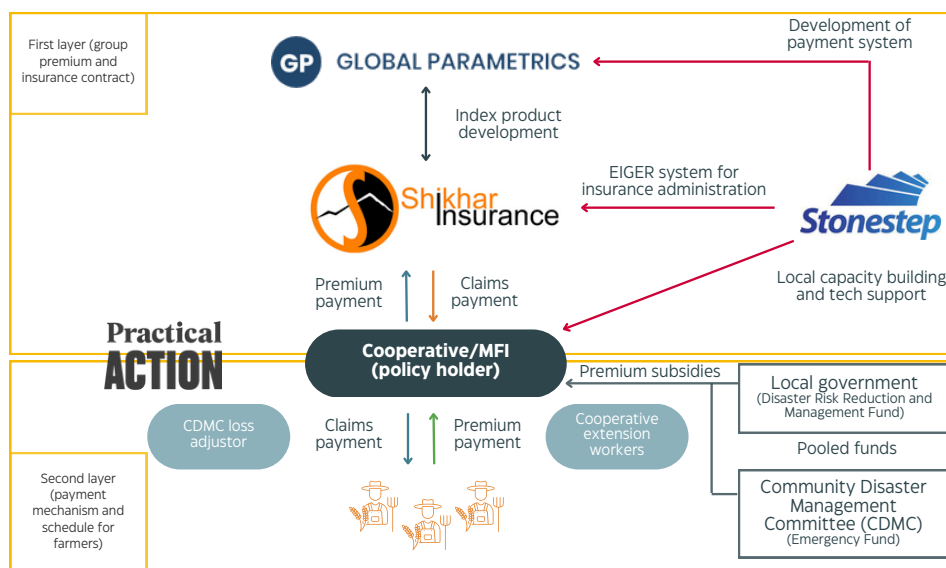 First layer (group
premium and
insurance contract)
GP GLOBAL PARAMETRICS
Development of
payment system
Index product
development
EIGER system for
insurance administration
Shikhar
Insurance
Stonestep
Local capacity building
and tech support
Premium
payment
Claims
payment
Practical
ACTION
Cooperative/MFI
(policy holder)
Premium subsidies
Local government
(Disaster Risk Reduction and
Management Fund)
CDMC loss
adjustor
Claims
payment
Premium
payment
Cooperative
extension
workers
Pooled funds
Second layer
(payment
mechanism and
schedule for
farmers)
Community Disaster
Management
Committee (CDMC)
(Emergency Fund)